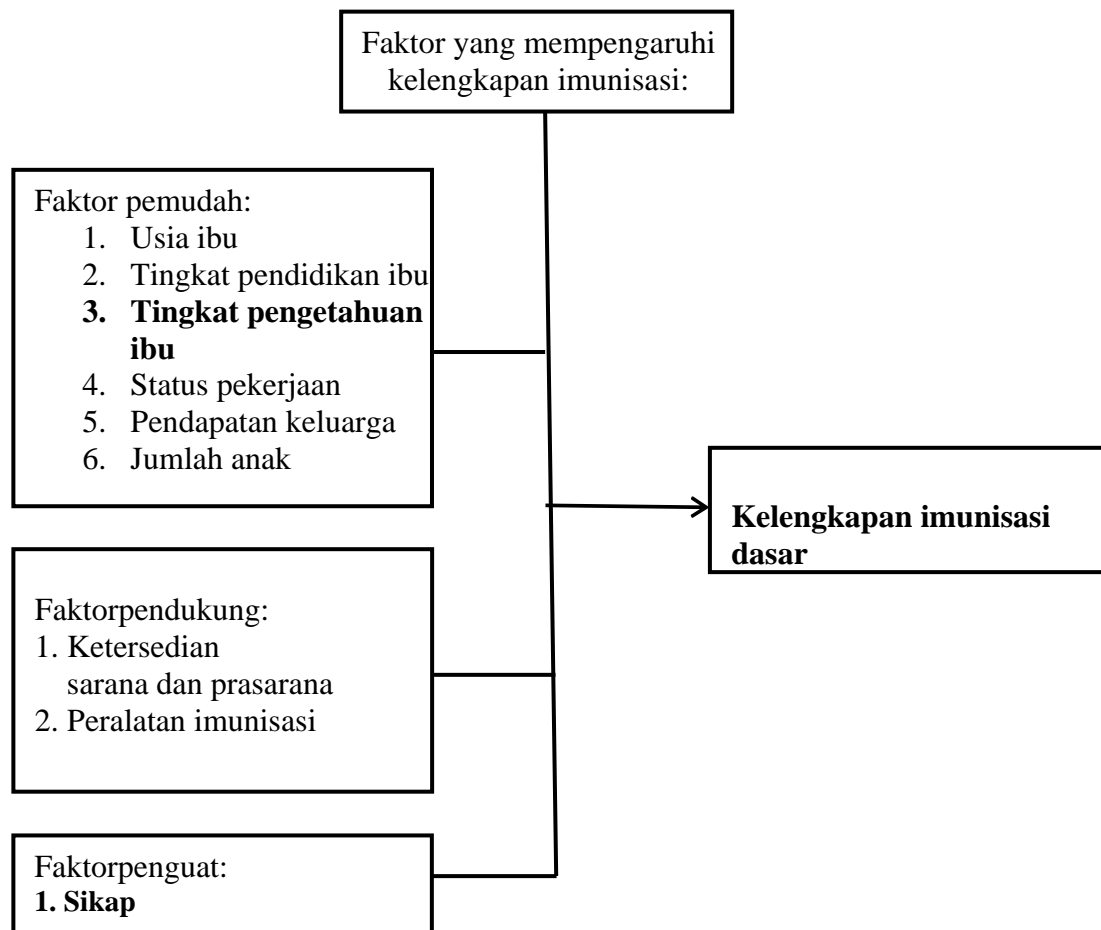 Faktor yang mempengaruhi
kelengkapan imunisasi:
Faktor pemudah:
1. Usia ibu
2. Tingkat pendidikan ibu
3. Tingkat pengetahuan
ibu
4. Status pekerjaan
5. Pendapatan keluarga
6. Jumlah anak
Kelengkapan imunisasi
dasar
Faktorpendukung:
1. Ketersedian
sarana dan prasarana
2. Peralatan imunisasi
Faktorpenguat:
1. Sikap